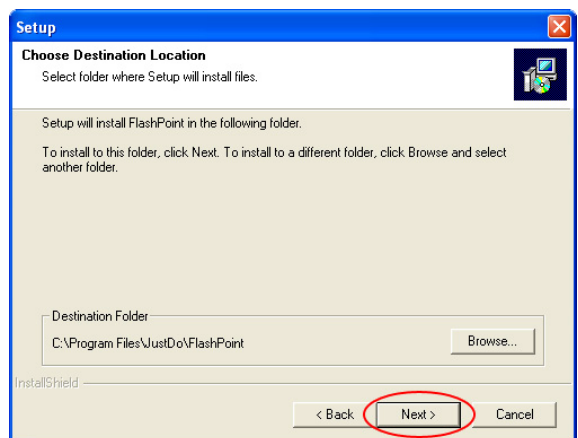 Setup
Choose Destination Location
Select folder where Setup will install files.
Setup will install FlashPoint in the following folder.
To install to this folder, click Next. To install to a different folder, click Browse and select
another folder.
Destination Folder
C:\Program Files\JustDo\FlashPoint
Browse...
InstallShield
< Back
Next >
Cancel